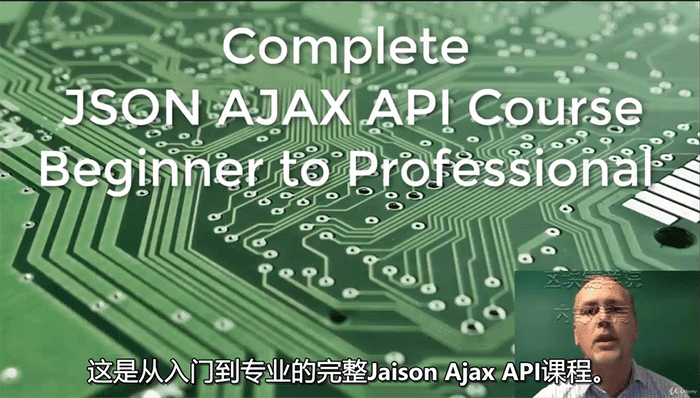 Complete
JSON AJAX API Course
Beginner to Professional
这是从入门到专业的完整Jaison Ajax API课程。